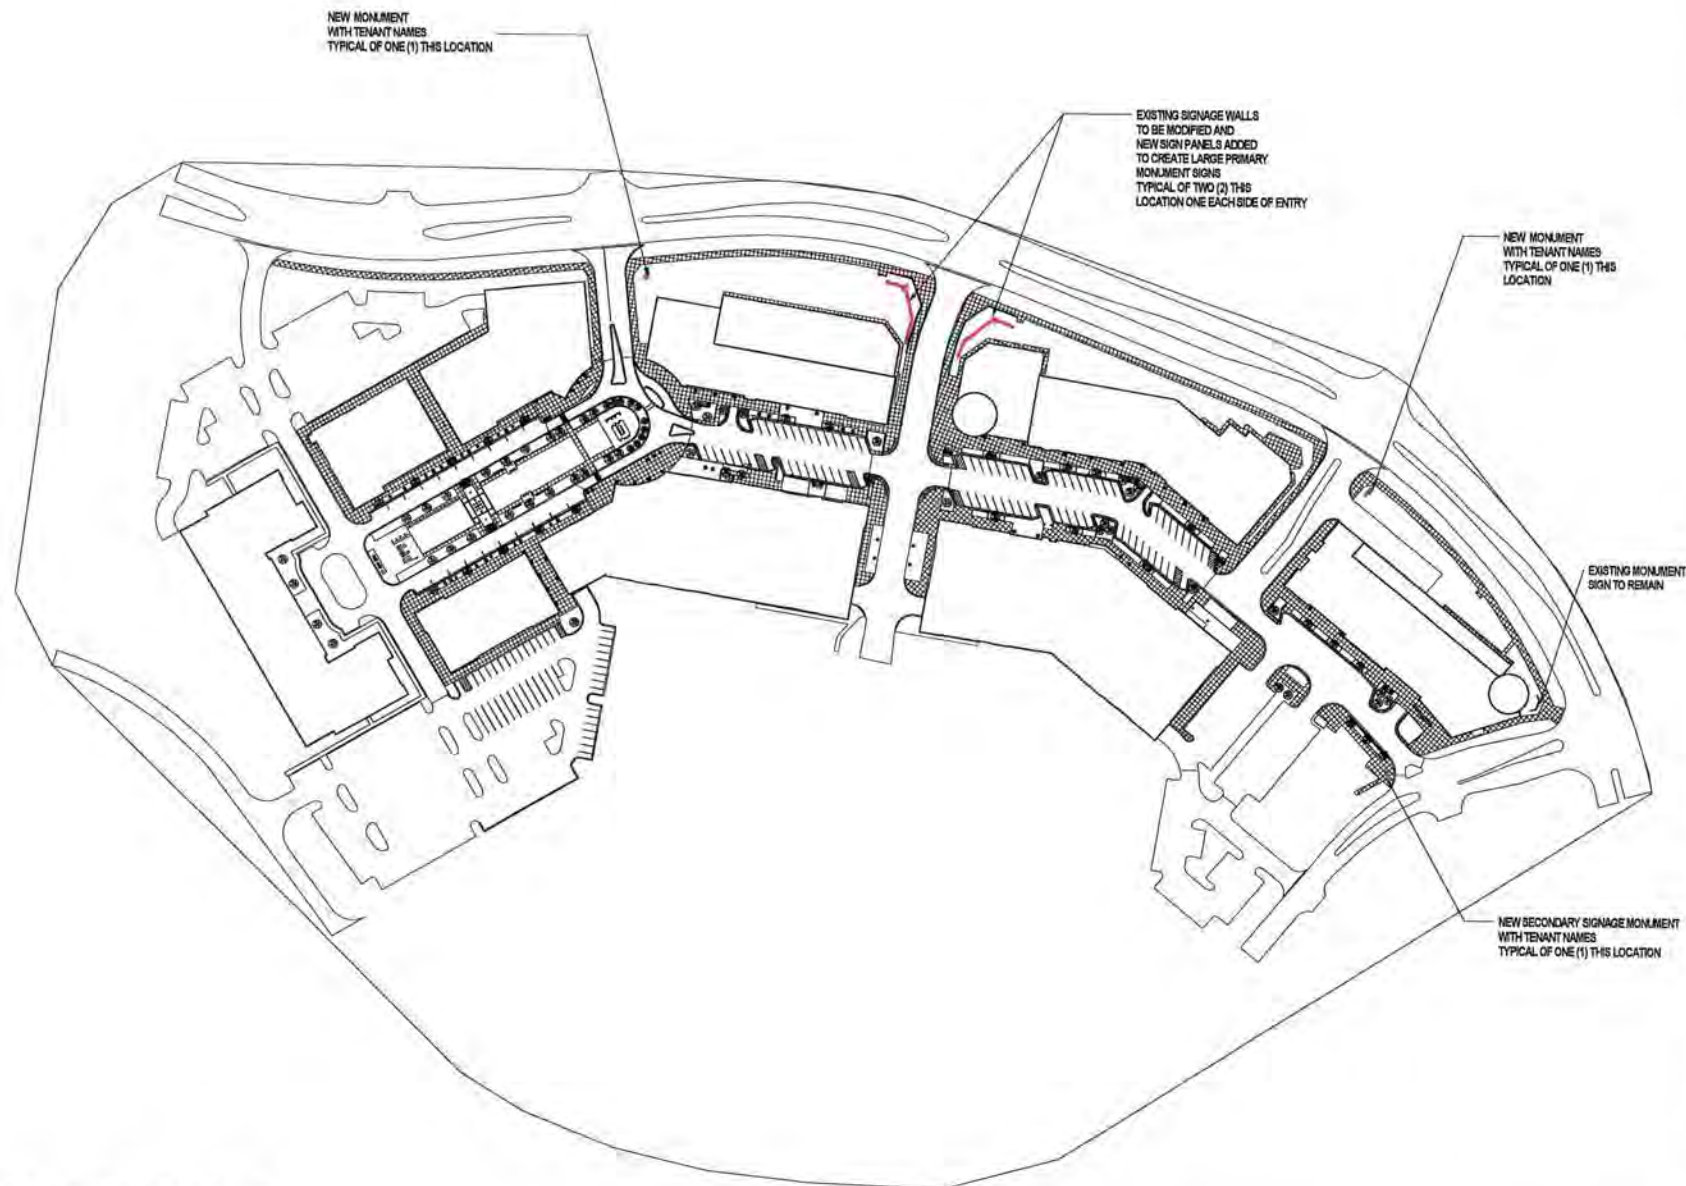 NEW MONUMENT
WITH TENANT NAMES
TYPICAL OF ONE (1) THIS LOCATION
EXISTING SIGNAGE WALLS
TO BE MODIFIED AND
NEW SIGN PANELS ADDED
TO CREATE LARGE PRIMARY
MONUMENT SIGNS
TYPICAL OF TWO (2) THIS
LOCATION ONE EACH SIDE OF ENTRY
NEW MONUMENT
WITH TENANT NAMES
TYPICAL OF ONE (1) THIS
LOCATION
EXISTING MONUMENT
SIGN TO REMAIN
NEW SECONDARY SIGNAGE MONUMENT
WITH TENANT NAMES
TYPICAL OF ONE (1) THIS LOCATION